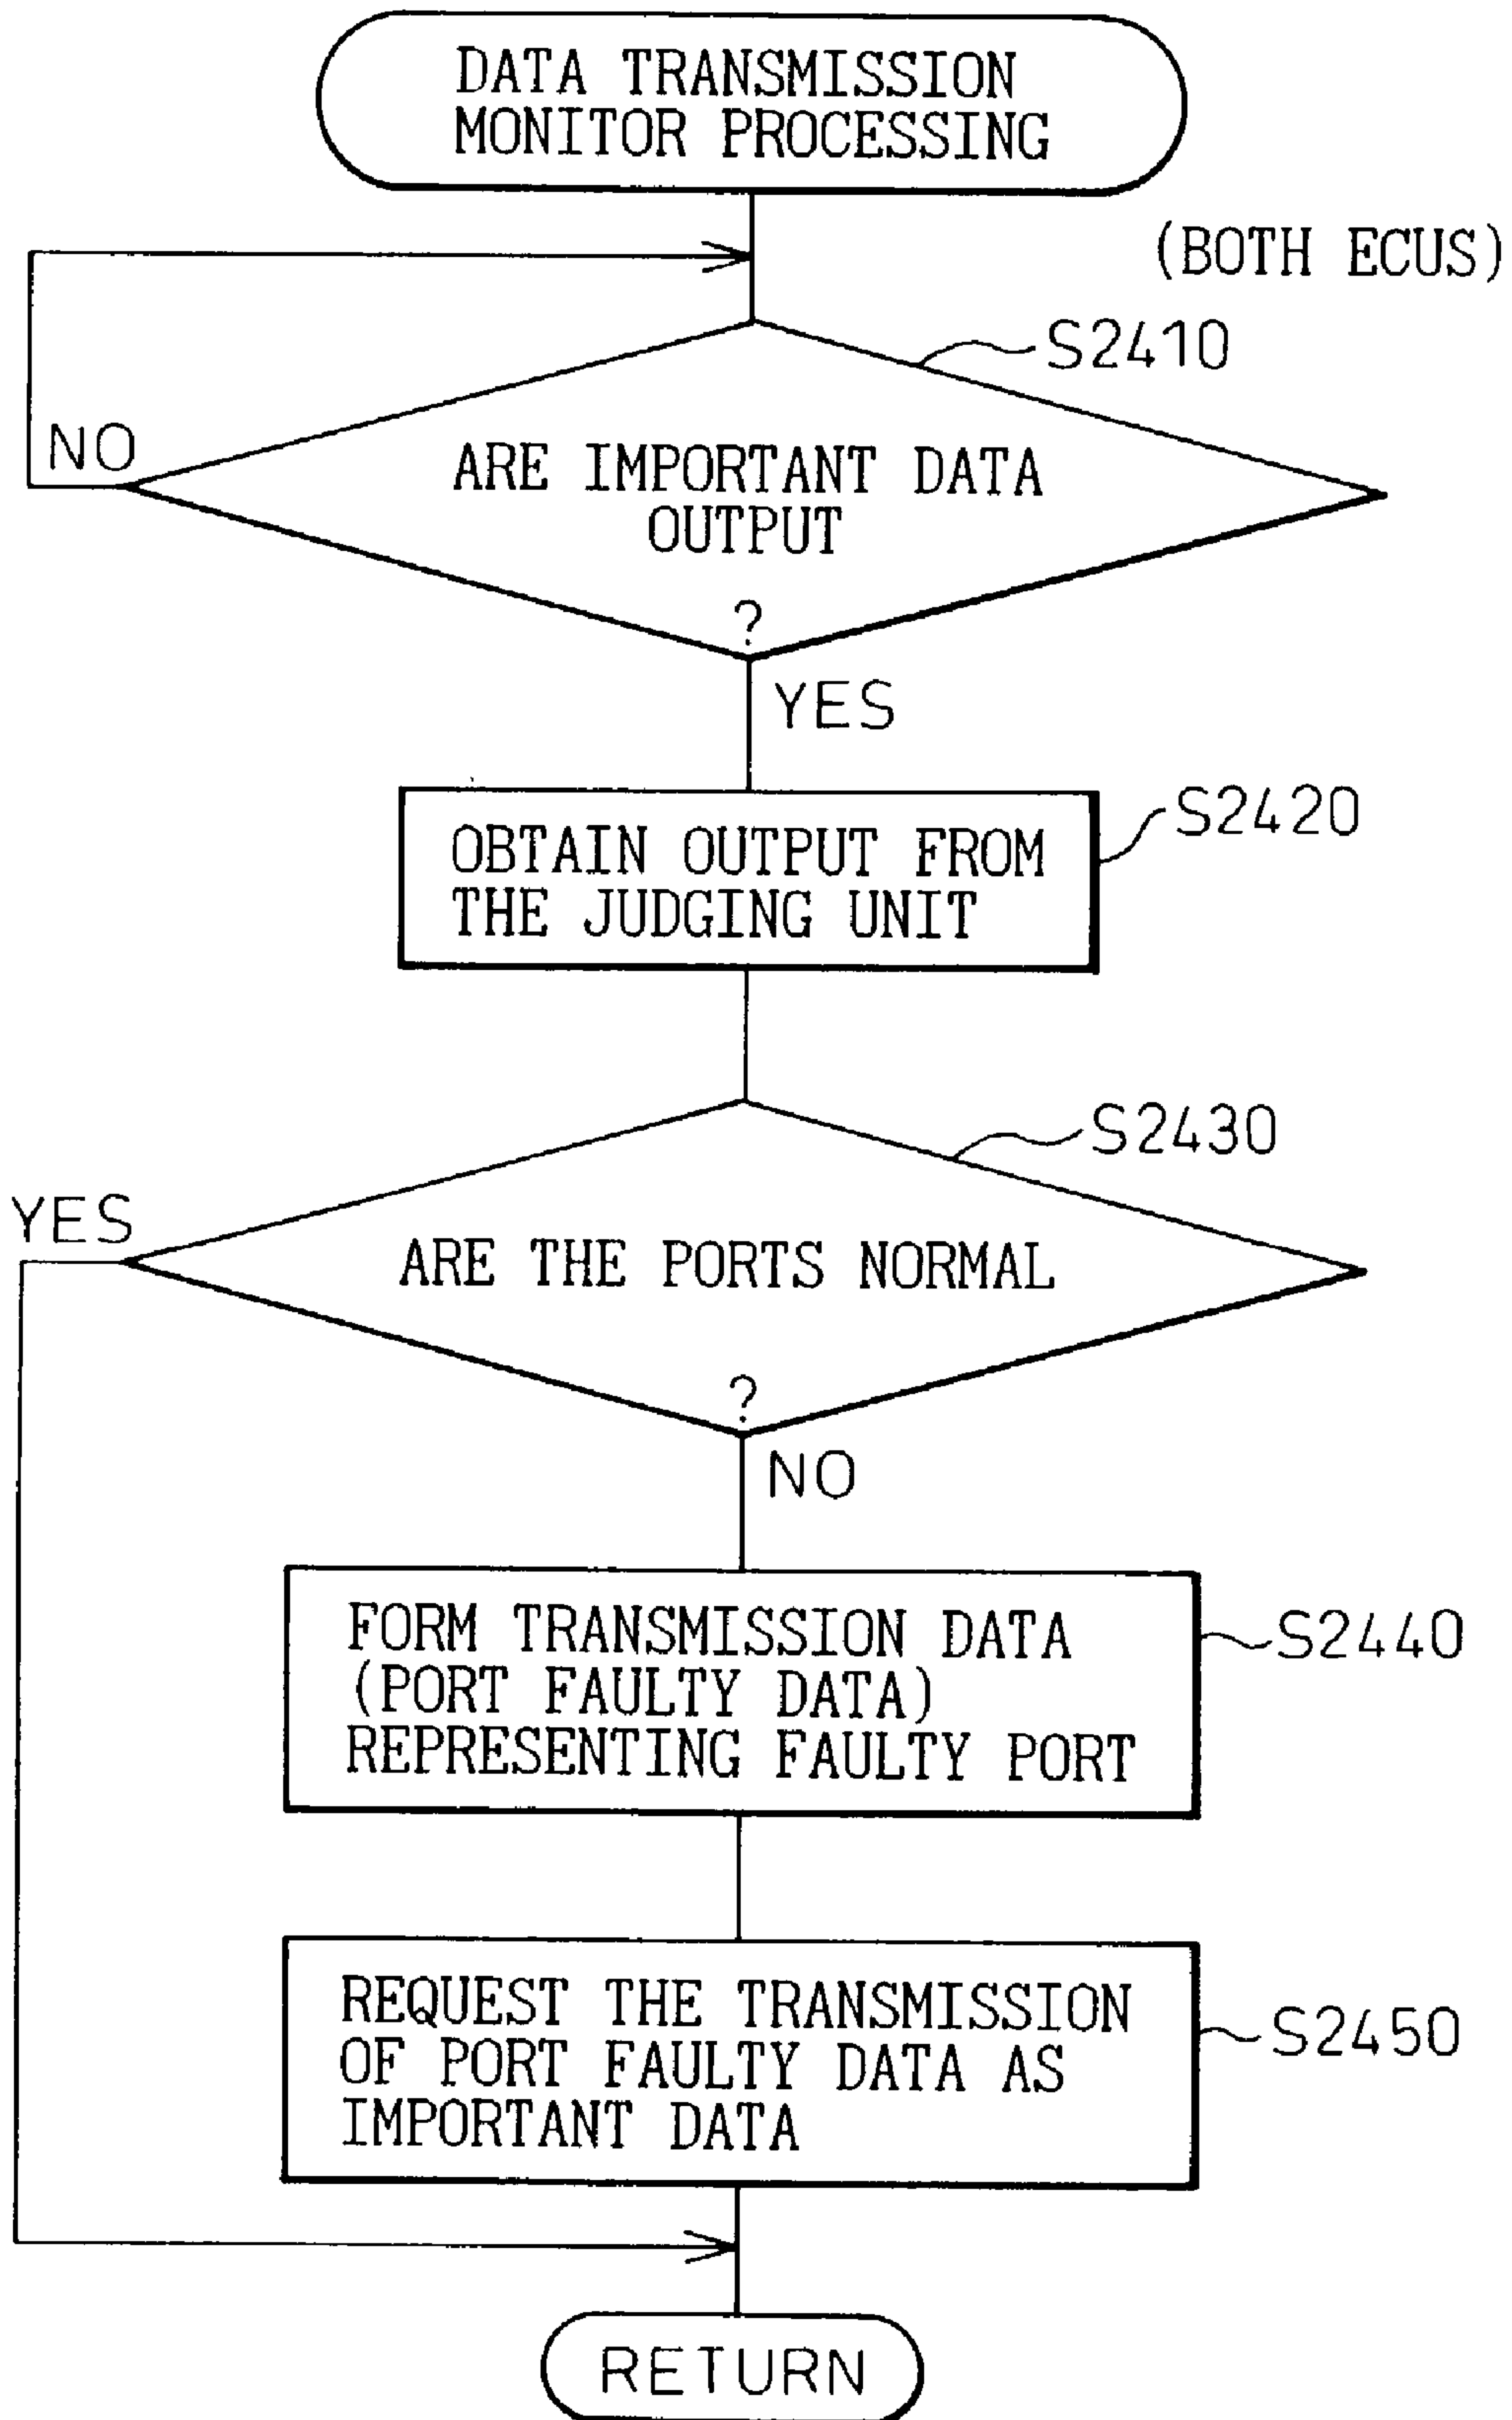 DATA TRANSMISSION
MONITOR PROCESSING
(BOTH ECUS)
S2410
NO
ARE IMPORTANT DATA
OUTPUT
?
YES
S2420
OBTAIN OUTPUT FROM
THE JUDGING UNIT
S2430
YES
ARE THE PORTS NORMAL
?
NO
FORM TRANSMISSION DATA
(PORT FAULTY DATA)
REPRESENTING FAULTY PORT
S2440
REQUEST THE TRANSMISSION
OF PORT FAULTY DATA AS
IMPORTANT DATA
S2450
RETURN